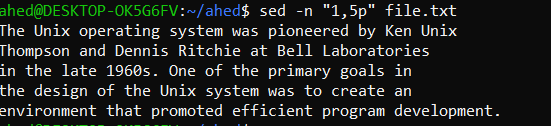 ahed@DESKTOP-OK5G6FV:~/ahed$ sed -n "1,5p" file.txt
The Unix operating system was pioneered by Ken Unix
Thompson and Dennis Ritchie at Bell Laboratories
in the late 1960s. One of the primary goals in
the design of the Unix system was to create an
environment that promoted efficient program development.